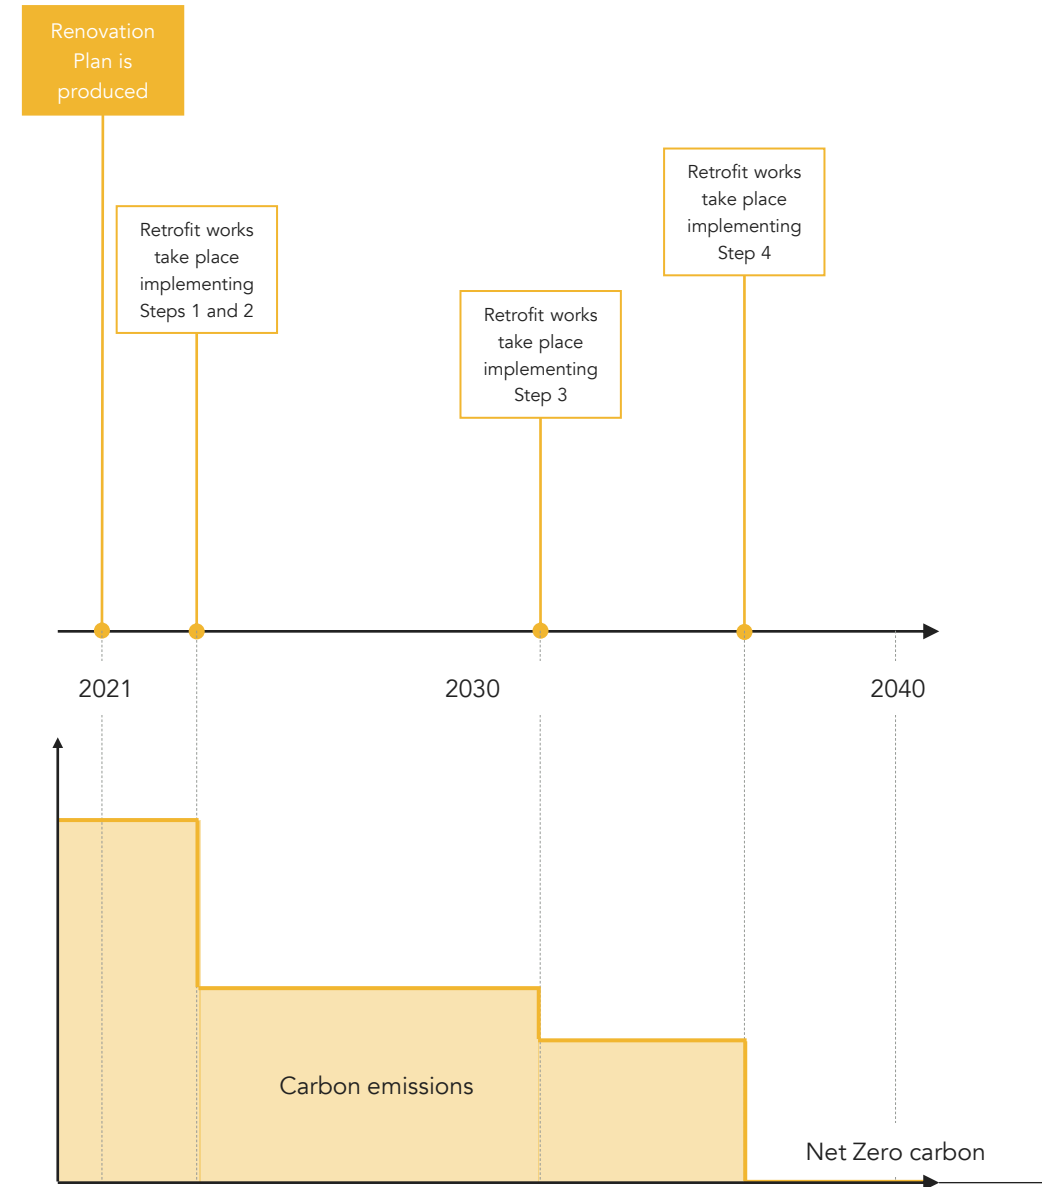 Renovation
Plan is
produced
Retrofit works
take place
implementing
Steps 1 and 2
Retrofit works
take place
implementing
Step 3
Retrofit works
take place
implementing
Step 4
2021
2030
2040
Carbon emissions
Net Zero carbon